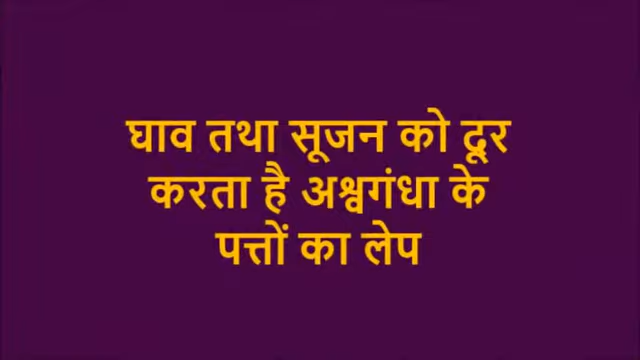 घाव तथा सूजन को दूर
करता है अश्वगंधा के
पत्तों का लेप